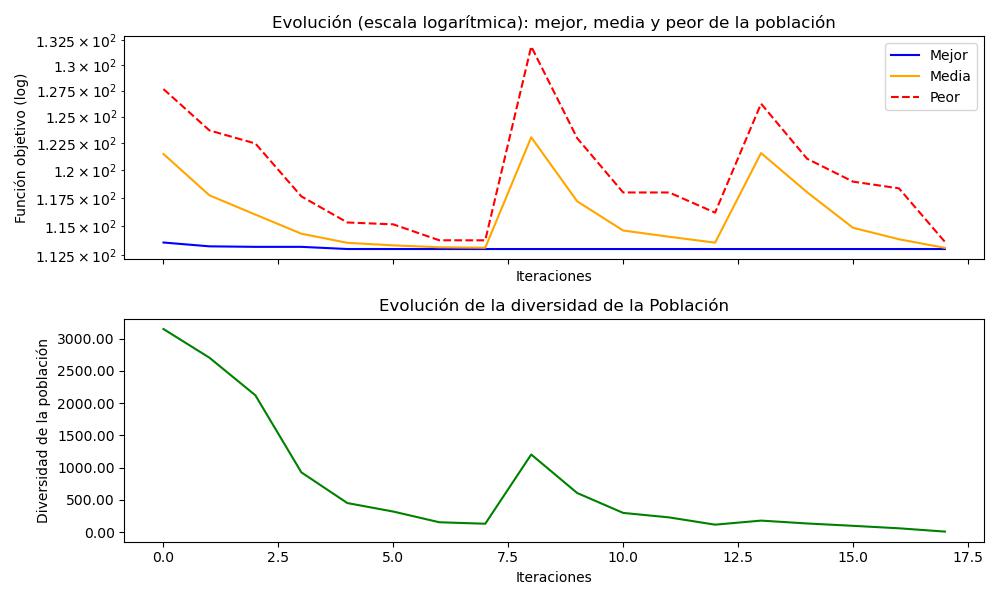 Evolución (escala logarítmica): mejor, media y peor de la población
Función objetivo (log)
1.325 × 10²
1.3 × 10²
1.275 × 10²
1.25 × 10²
1.225 × 10²
1.2 × 10²
1.175 × 10²
1.15 × 10²
1.125 × 10²
Mejor
Media
Peor
Iteraciones
Evolución de la diversidad de la Población
Diversidad de la población
3000.00
2500.00
2000.00
1500.00
1000.00
500.00
0.00
0.0 2.5 5.0 7.5 10.0 12.5 15.0 17.5
Iteraciones